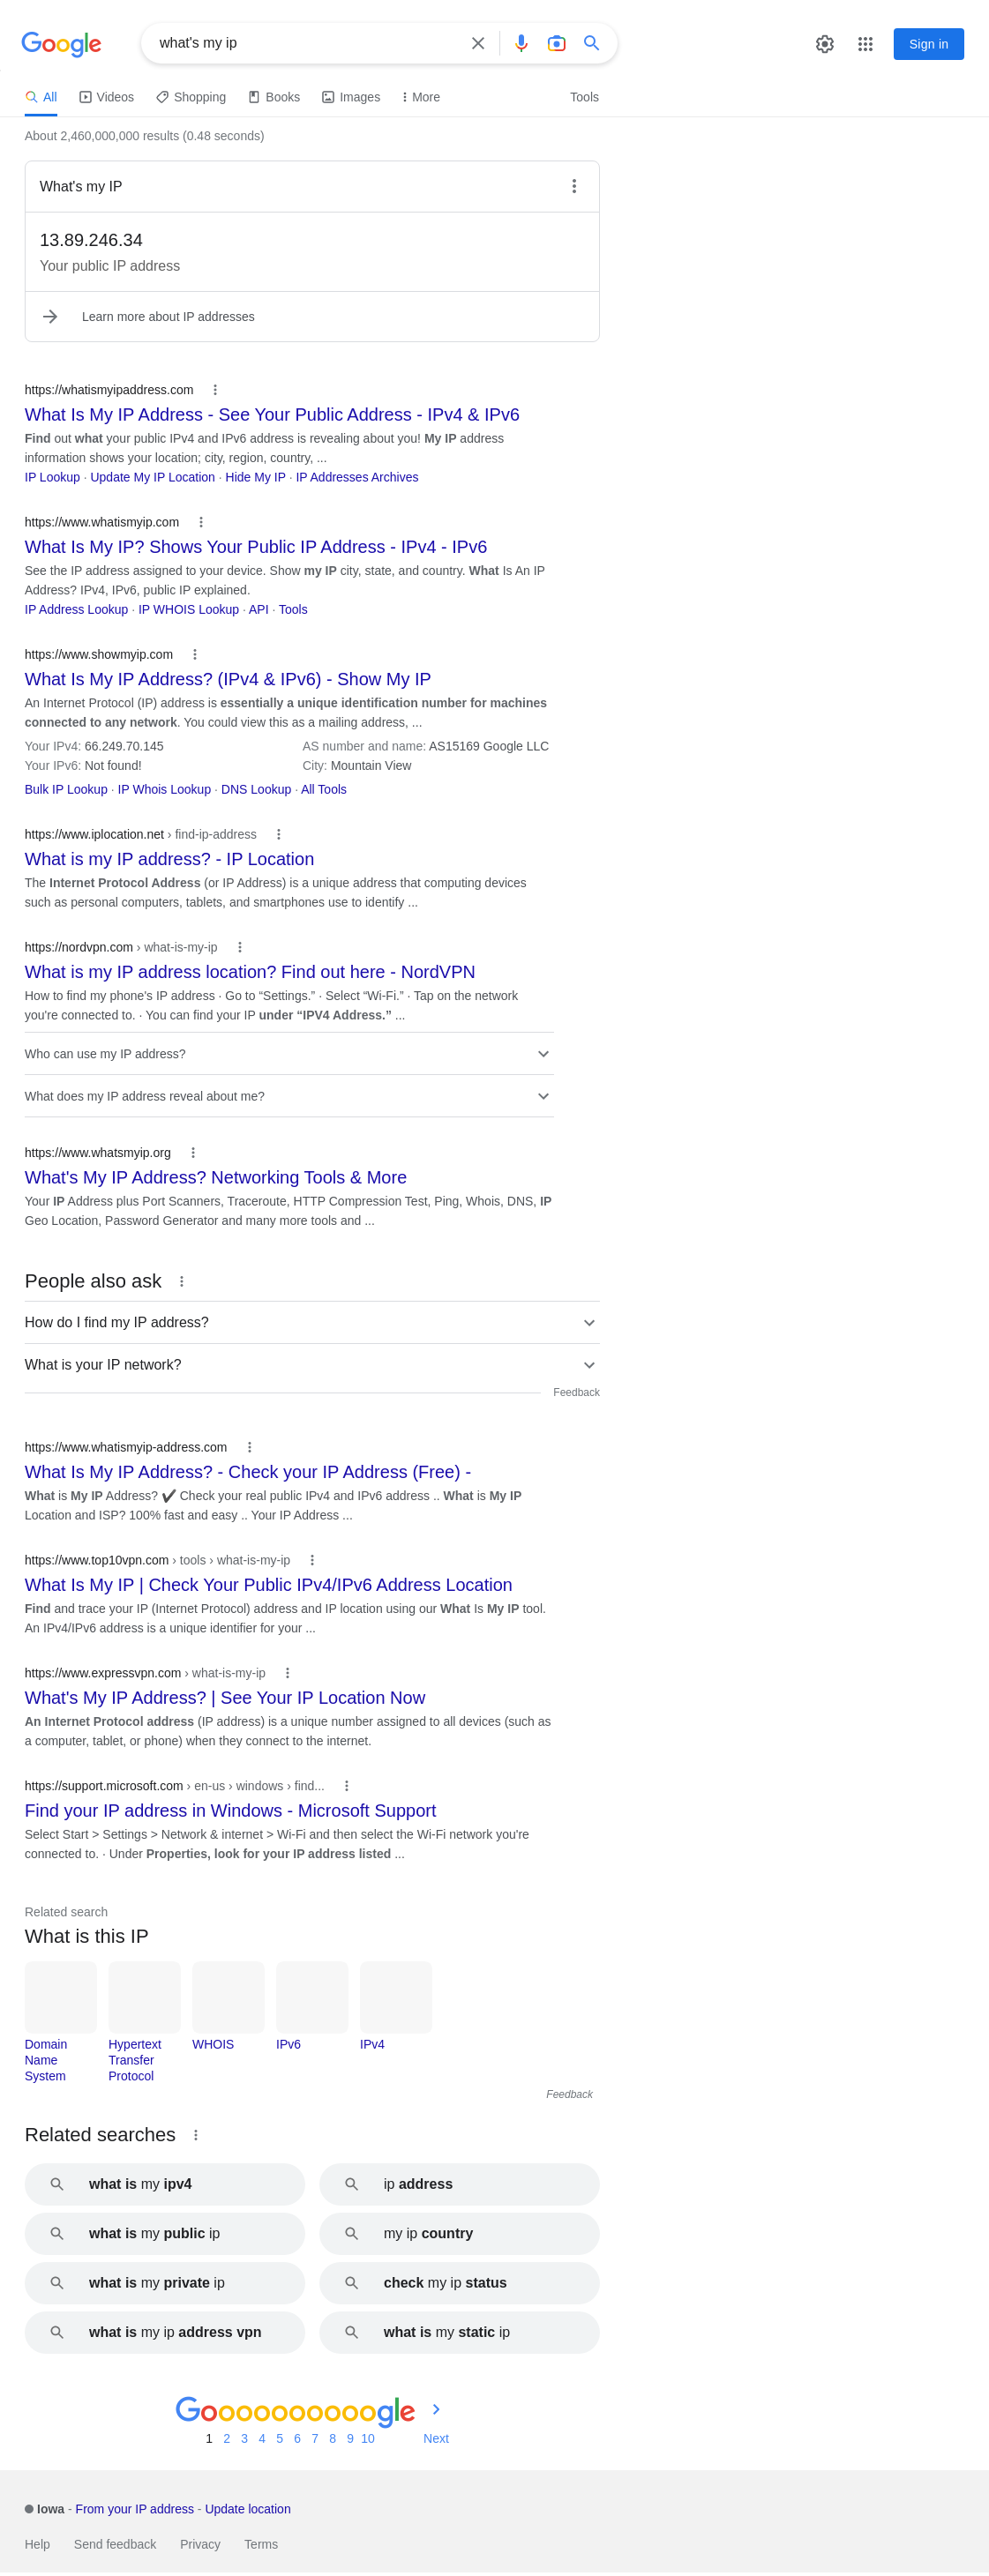 Google
what's my ip
Sign in
All
Videos
Shopping
Books
Images
More
Tools
About 2,460,000,000 results (0.48 seconds)
What's my IP
13.89.246.34
Your public IP address
Learn more about IP addresses
https://whatismyipaddress.com
What Is My IP Address - See Your Public Address - IPv4 & IPv6
Find out what your public IPv4 and IPv6 address is revealing about you! My IP address
information shows your location; city, region, country, ...
IP Lookup · Update My IP Location · Hide My IP · IP Addresses Archives
https://www.whatismyip.com
What Is My IP? Shows Your Public IP Address - IPv4 - IPv6
See the IP address assigned to your device. Show my IP city, state, and country. What Is An IP
Address? IPv4, IPv6, public IP explained.
IP Address Lookup · IP WHOIS Lookup · API · Tools
https://www.showmyip.com
What Is My IP Address? (IPv4 & IPv6) - Show My IP
An Internet Protocol (IP) address is essentially a unique identification number for machines
connected to any network. You could view this as a mailing address, ...
Your IPv4: 66.249.70.145
AS number and name: AS15169 Google LLC
Your IPv6: Not found!
City: Mountain View
Bulk IP Lookup · IP Whois Lookup · DNS Lookup · All Tools
https://www.iplocation.net › find-ip-address
What is my IP address? - IP Location
The Internet Protocol Address (or IP Address) is a unique address that computing devices
such as personal computers, tablets, and smartphones use to identify ...
https://nordvpn.com › what-is-my-ip
What is my IP address location? Find out here - NordVPN
How to find my phone's IP address · Go to “Settings.” · Select “Wi-Fi.” · Tap on the network
you're connected to. · You can find your IP under “IPV4 Address.” ...
Who can use my IP address?
What does my IP address reveal about me?
https://www.whatsmyip.org
What's My IP Address? Networking Tools & More
Your IP Address plus Port Scanners, Traceroute, HTTP Compression Test, Ping, Whois, DNS, IP
Geo Location, Password Generator and many more tools and ...
People also ask
How do I find my IP address?
What is your IP network?
Feedback
https://www.whatismyip-address.com
What Is My IP Address? - Check your IP Address (Free) -
What is My IP Address? ✔ Check your real public IPv4 and IPv6 address .. What is My IP
Location and ISP? 100% fast and easy .. Your IP Address ...
https://www.top10vpn.com › tools › what-is-my-ip
What Is My IP | Check Your Public IPv4/IPv6 Address Location
Find and trace your IP (Internet Protocol) address and IP location using our What Is My IP tool.
An IPv4/IPv6 address is a unique identifier for your ...
https://www.expressvpn.com › what-is-my-ip
What's My IP Address? | See Your IP Location Now
An Internet Protocol address (IP address) is a unique number assigned to all devices (such as
a computer, tablet, or phone) when they connect to the internet.
https://support.microsoft.com › en-us › windows › find...
Find your IP address in Windows - Microsoft Support
Select Start > Settings > Network & internet > Wi-Fi and then select the Wi-Fi network you're
connected to. · Under Properties, look for your IP address listed ...
Related search
What is this IP
Domain
Name
System
Hypertext
Transfer
Protocol
WHOIS
IPv6
IPv4
Feedback
Related searches
what is my ipv4
ip address
what is my public ip
my ip country
what is my private ip
check my ip status
what is my ip address vpn
what is my static ip
Goooooooooogle
1 2 3 4 5 6 7 8 9 10
Next
Iowa - From your IP address - Update location
Help
Send feedback
Privacy
Terms